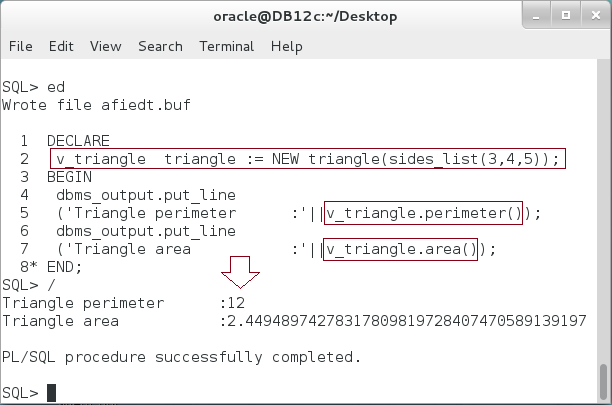 oracle@DB12c:~/Desktop
File Edit View Search Terminal Help
SQL> ed
Wrote file afiedt.buf
1 DECLARE
2 v_triangle triangle := NEW triangle(sides_list(3,4,5));
3 BEGIN
4 dbms_output.put_line
5 ('Triangle perimeter :'||v_triangle.perimeter());
6 dbms_output.put_line
7 ('Triangle area :'||v_triangle.area());
8* END;
SQL> /
Triangle perimeter :12
Triangle area :2.44948974278317809819728407470589139197
PL/SQL procedure successfully completed.
SQL>